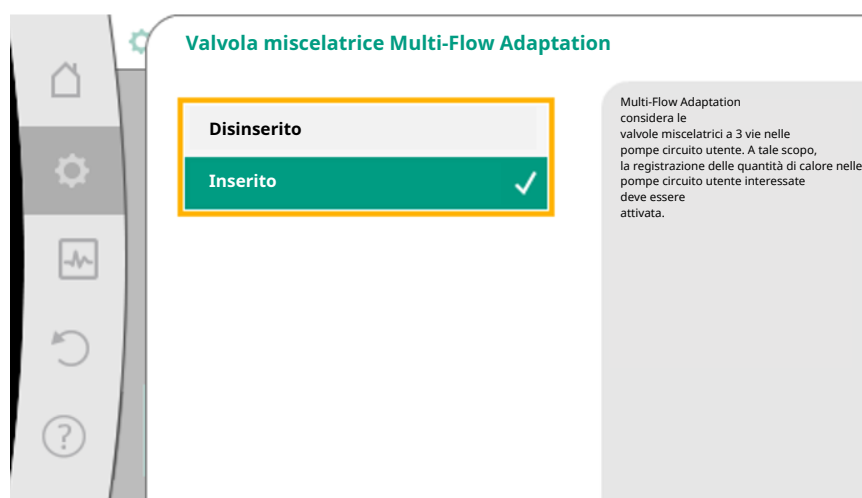 Valvola miscelatrice Multi-Flow Adaptation
Disinserito
Inserito
Multi-Flow Adaptation
considera le
valvole miscelatrici a 3 vie nelle
pompe circuito utente. A tale scopo,
la registrazione delle quantità di calore nelle
pompe circuito utente interessate
deve essere
attivata.
?